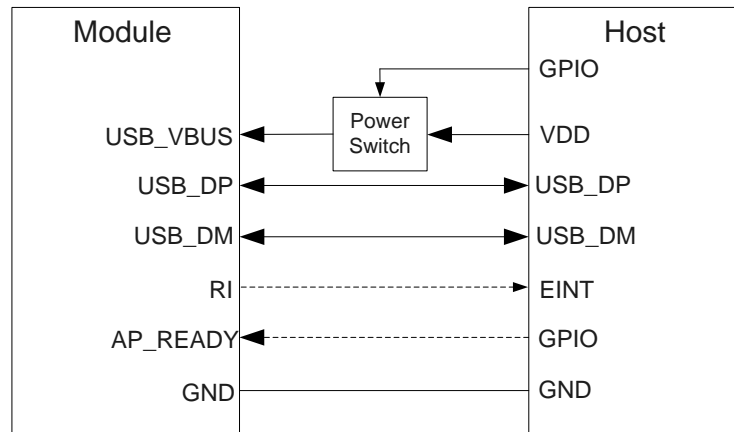 Module
Host
GPIO
USB_VBUS
Power
Switch
VDD
USB_DP
USB_DP
USB_DM
USB_DM
RI
EINT
AP_READY
GPIO
GND
GND